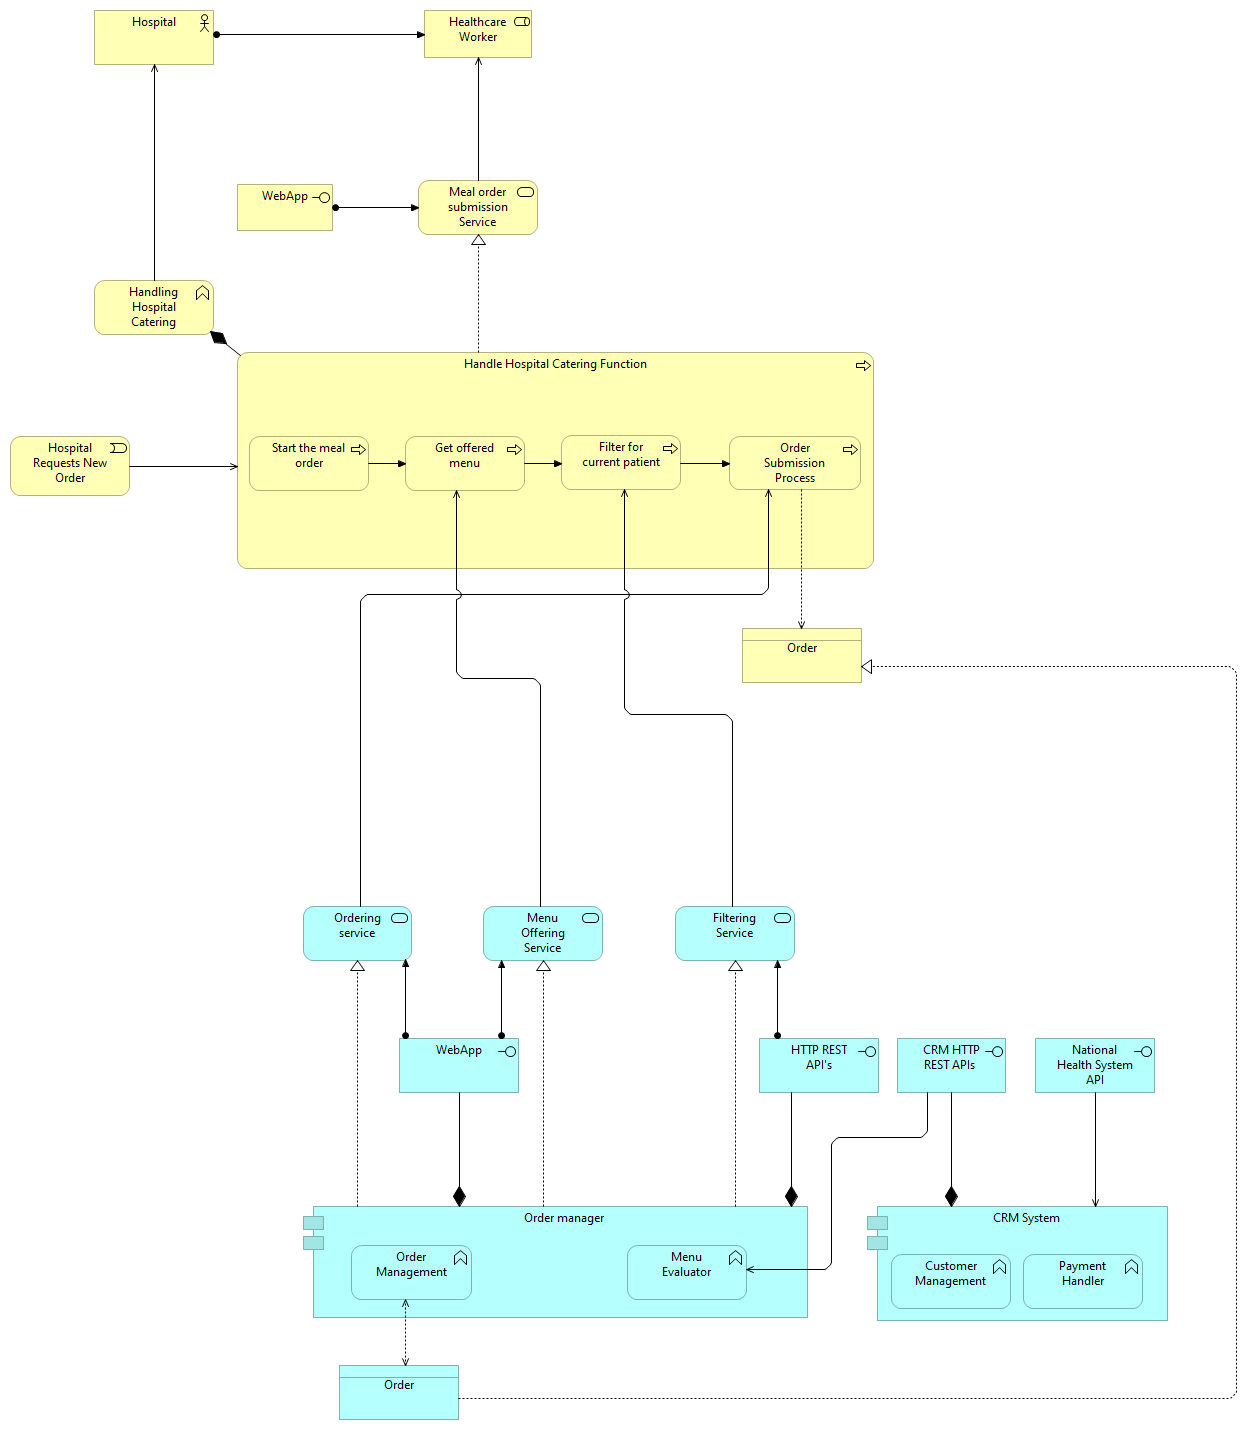 Hospital
Healthcare
Worker
WebApp
Meal order
submission
Service
Handling
Hospital
Catering
Handle Hospital Catering Function
Hospital
Requests New
Order
Start the meal
order
Get offered
menu
Filter for
current patient
Order
Submission
Process
Order
Ordering
service
Menu
Offering
Service
Filtering
Service
WebApp
HTTP REST
API's
CRM HTTP
REST APIs
National
Health System
API
Order manager
Order
Management
Menu
Evaluator
CRM System
Customer
Management
Payment
Handler
Order